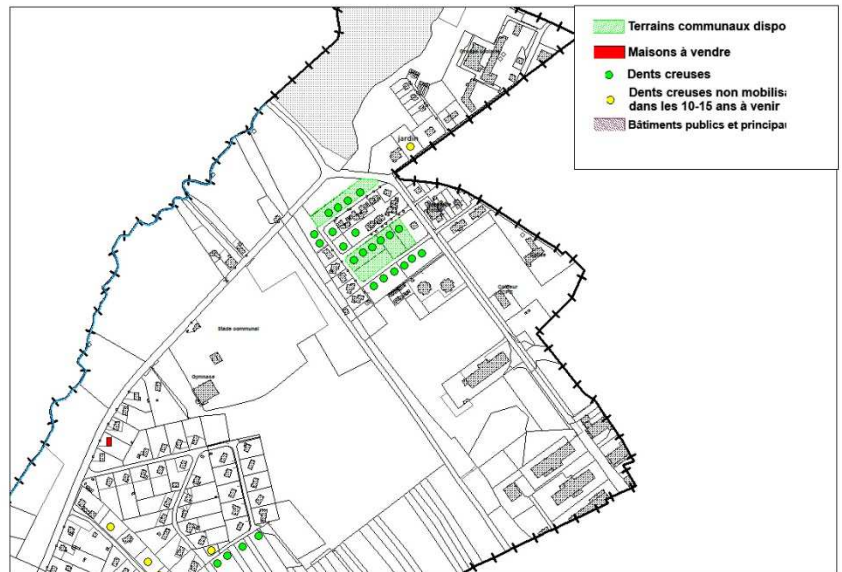 Terrains communaux dispo
Maisons à vendre
Dents creuses
Dents creuses non mobilisa
dans les 10-15 ans à venir
Bâtiments publics et principau
jardin
Stade communal
Gymnase